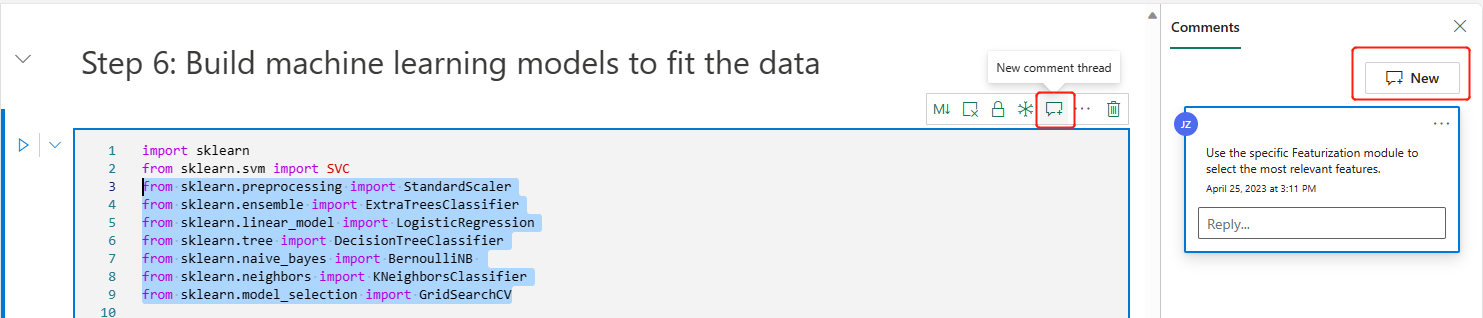 Step 6: Build machine learning models to fit the data
New comment thread
M↓
1 import sklearn
2 from sklearn.svm import SVC
3 from sklearn.preprocessing import StandardScaler
4 from sklearn.ensemble import ExtraTreesClassifier
5 from sklearn.linear_model import LogisticRegression
6 from sklearn.tree import DecisionTreeClassifier
7 from sklearn.naive_bayes import BernoulliNB
8 from sklearn.neighbors import KNeighborsClassifier
9 from sklearn.model_selection import GridSearchCV
10
Comments
New
JZ
Use the specific Featurization module to
select the most relevant features.
April 25, 2023 at 3:11 PM
Reply...